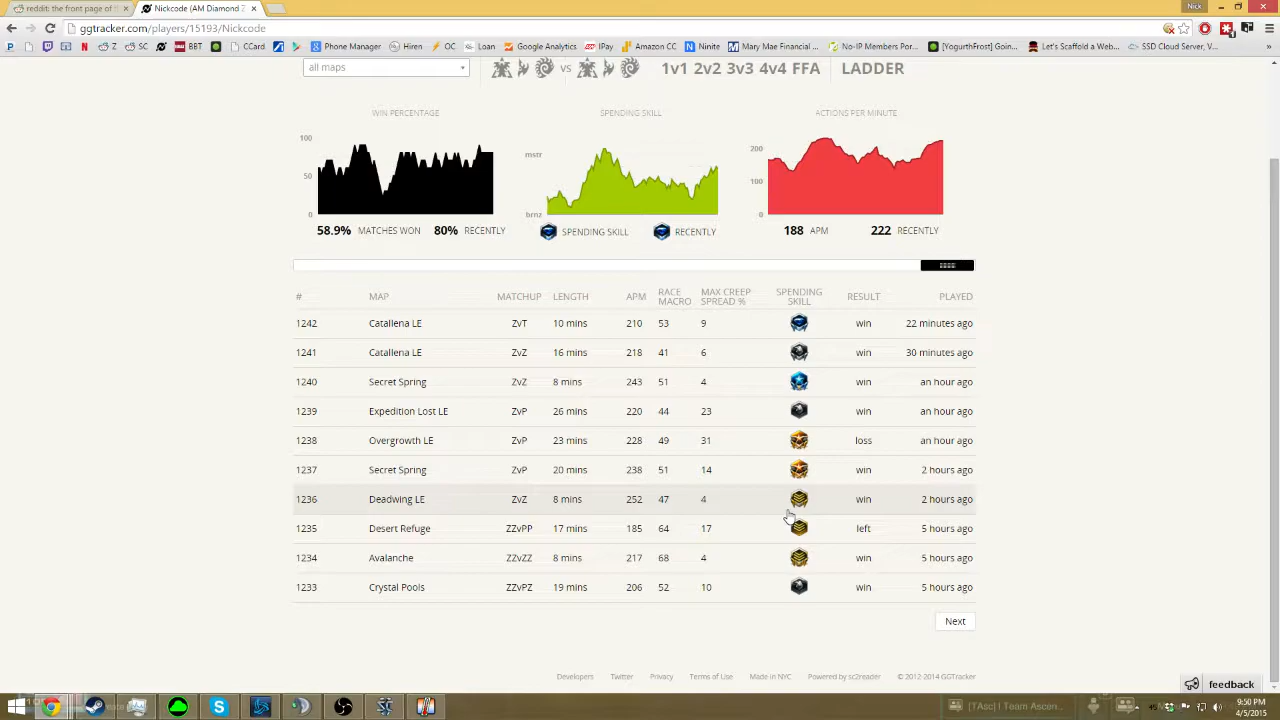 reddit the front page of
Nickcode (AM Diamond Z
Nick
ggtracker.com/players/15193/Nickcode
Z SC BBT CCard Phone Manager Hiren OC Loan Google Analytics IPay Amazon CC Ninite Mary Mae Financial ... No-IP Members Por... [YogurthFrost] Goin... Let's Scaffold a Web... SSD Cloud Server, V...
all maps
VS
1v1 2v2 3v3 4v4 FFA
LADDER
WIN PERCENTAGE
SPENDING SKILL
ACTIONS PER MINUTE
100
50
0
mstr
brnz
200
100
0
58.9% MATCHES WON 80% RECENTLY
SPENDING SKILL RECENTLY
188 APM 222 RECENTLY
# MAP MATCHUP LENGTH APM RACE MACRO MAX CREEP SPREAD % SPENDING SKILL RESULT PLAYED
1242 Catallena LE ZvT 10 mins 210 53 9 win 22 minutes ago
1241 Catallena LE ZvZ 16 mins 218 41 6 win 30 minutes ago
1240 Secret Spring ZvZ 8 mins 243 51 4 win an hour ago
1239 Expedition Lost LE ZvP 26 mins 220 44 23 win an hour ago
1238 Overgrowth LE ZvP 23 mins 228 49 31 loss an hour ago
1237 Secret Spring ZvP 20 mins 238 51 14 win 2 hours ago
1236 Deadwing LE ZvZ 8 mins 252 47 4 win 2 hours ago
1235 Desert Refuge ZZvPP 17 mins 185 64 17 left 5 hours ago
1234 Avalanche ZZvZZ 8 mins 217 68 4 win 5 hours ago
1233 Crystal Pools ZZvPZ 19 mins 206 52 10 win 5 hours ago
Next
Developers Twitter Privacy Terms of Use Made in NYC Powered by sc2reader © 2012-2014 GGTracker
feedback
[TAsc] I Team Ascen...
9:50 PM
4/5/2015